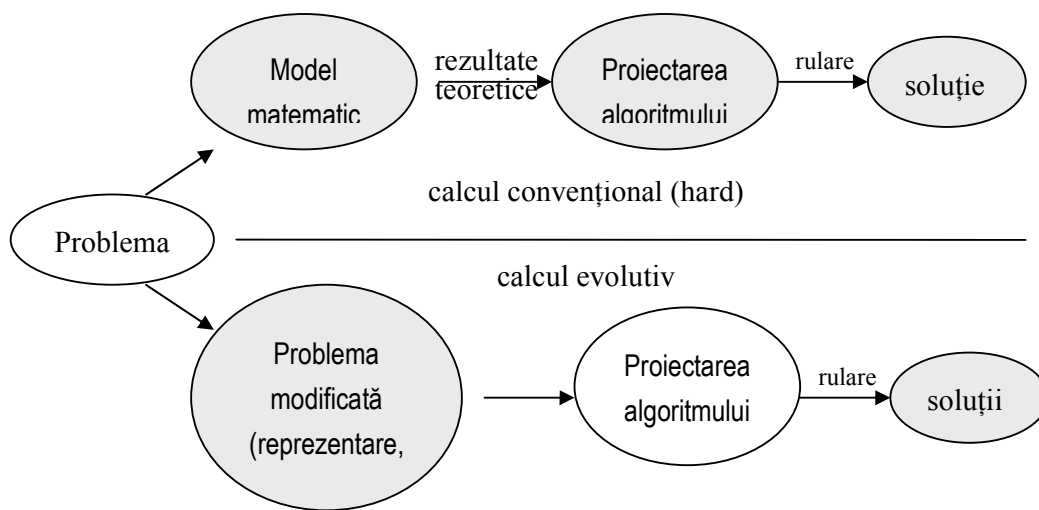 Model
matematic
rezultate
teoretice
Proiectarea
algoritmului
rulare
soluție
calcul convențional (hard)
Problema
calcul evolutiv
Problema
modificată
(reprezentare,
Proiectarea
algoritmului
rulare
soluții